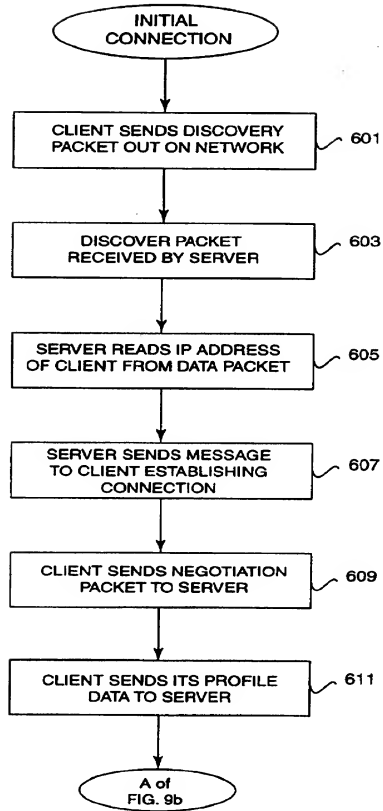 INITIAL
CONNECTION
CLIENT SENDS DISCOVERY
PACKET OUT ON NETWORK
601
DISCOVER PACKET
RECEIVED BY SERVER
603
SERVER READS IP ADDRESS
OF CLIENT FROM DATA PACKET
605
SERVER SENDS MESSAGE
TO CLIENT ESTABLISHING
CONNECTION
607
CLIENT SENDS NEGOTIATION
PACKET TO SERVER
609
CLIENT SENDS ITS PROFILE
DATA TO SERVER
611
A of
FIG. 9b